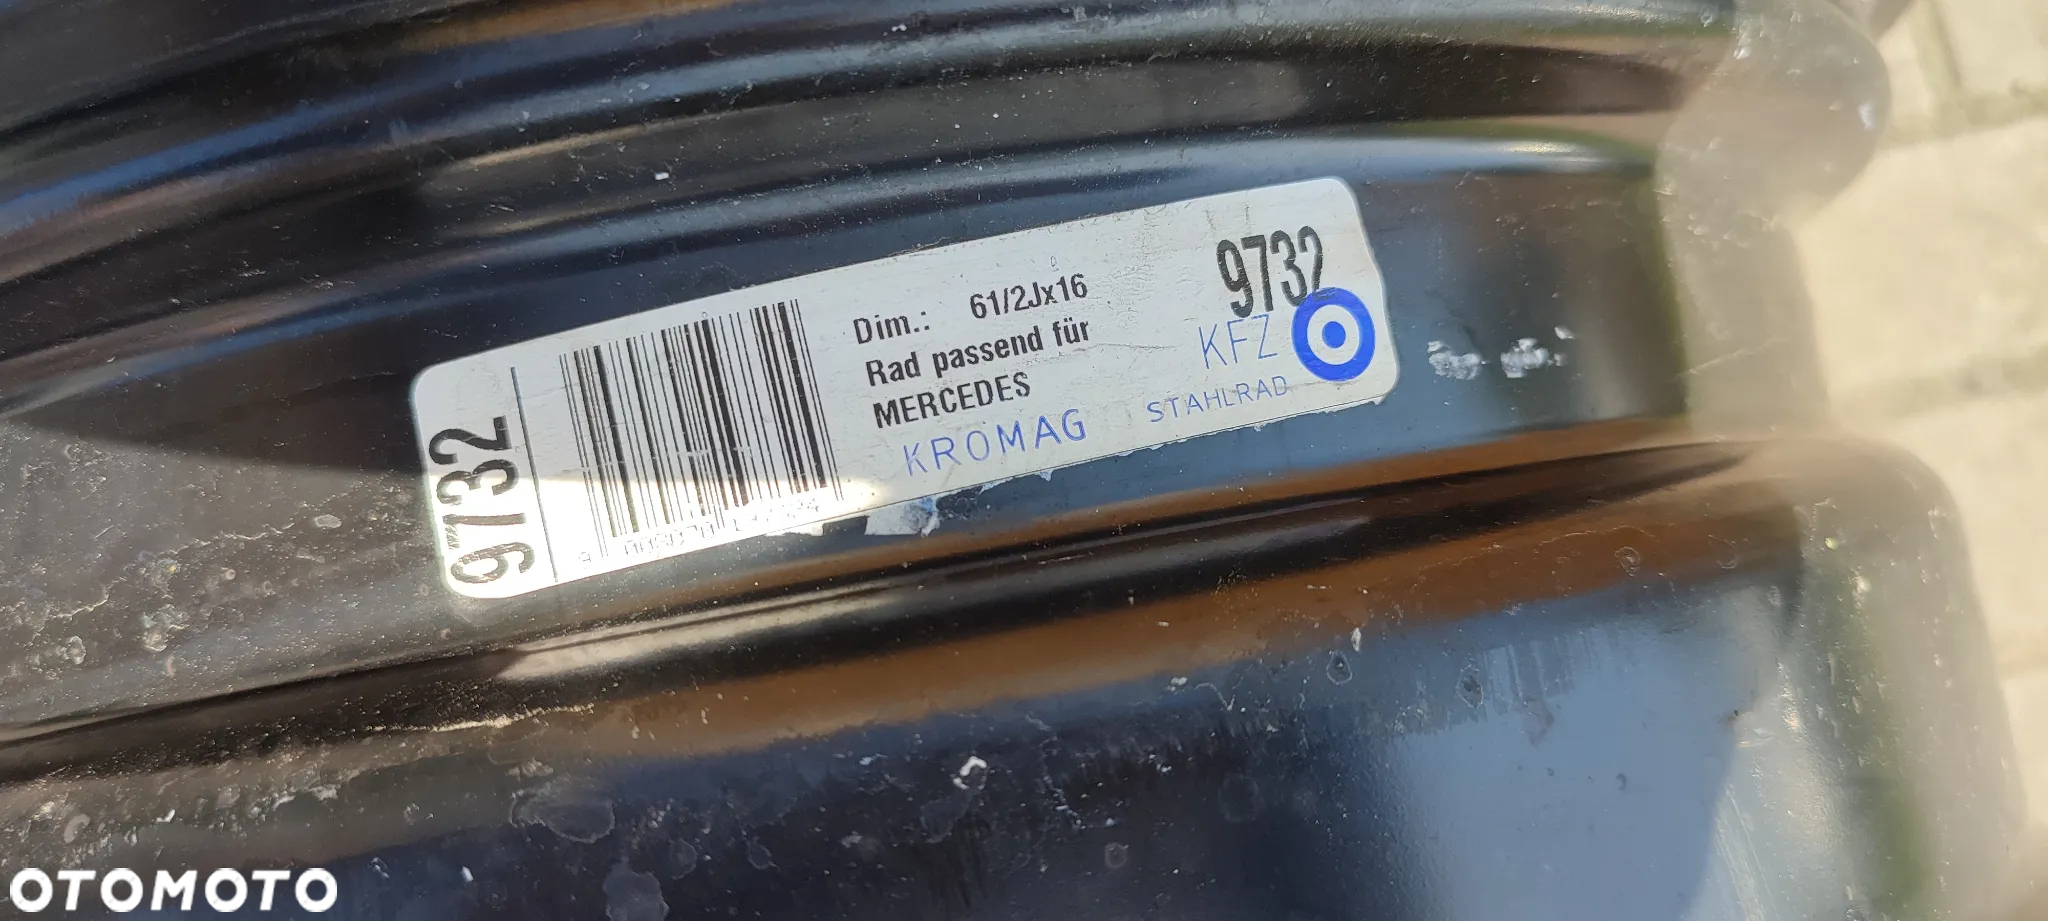 9732
Dim.: 61/2Jx16
Rad passend für
MERCEDES
KROMAG STAHLRAD
9732
KFZ
OTOMOTO